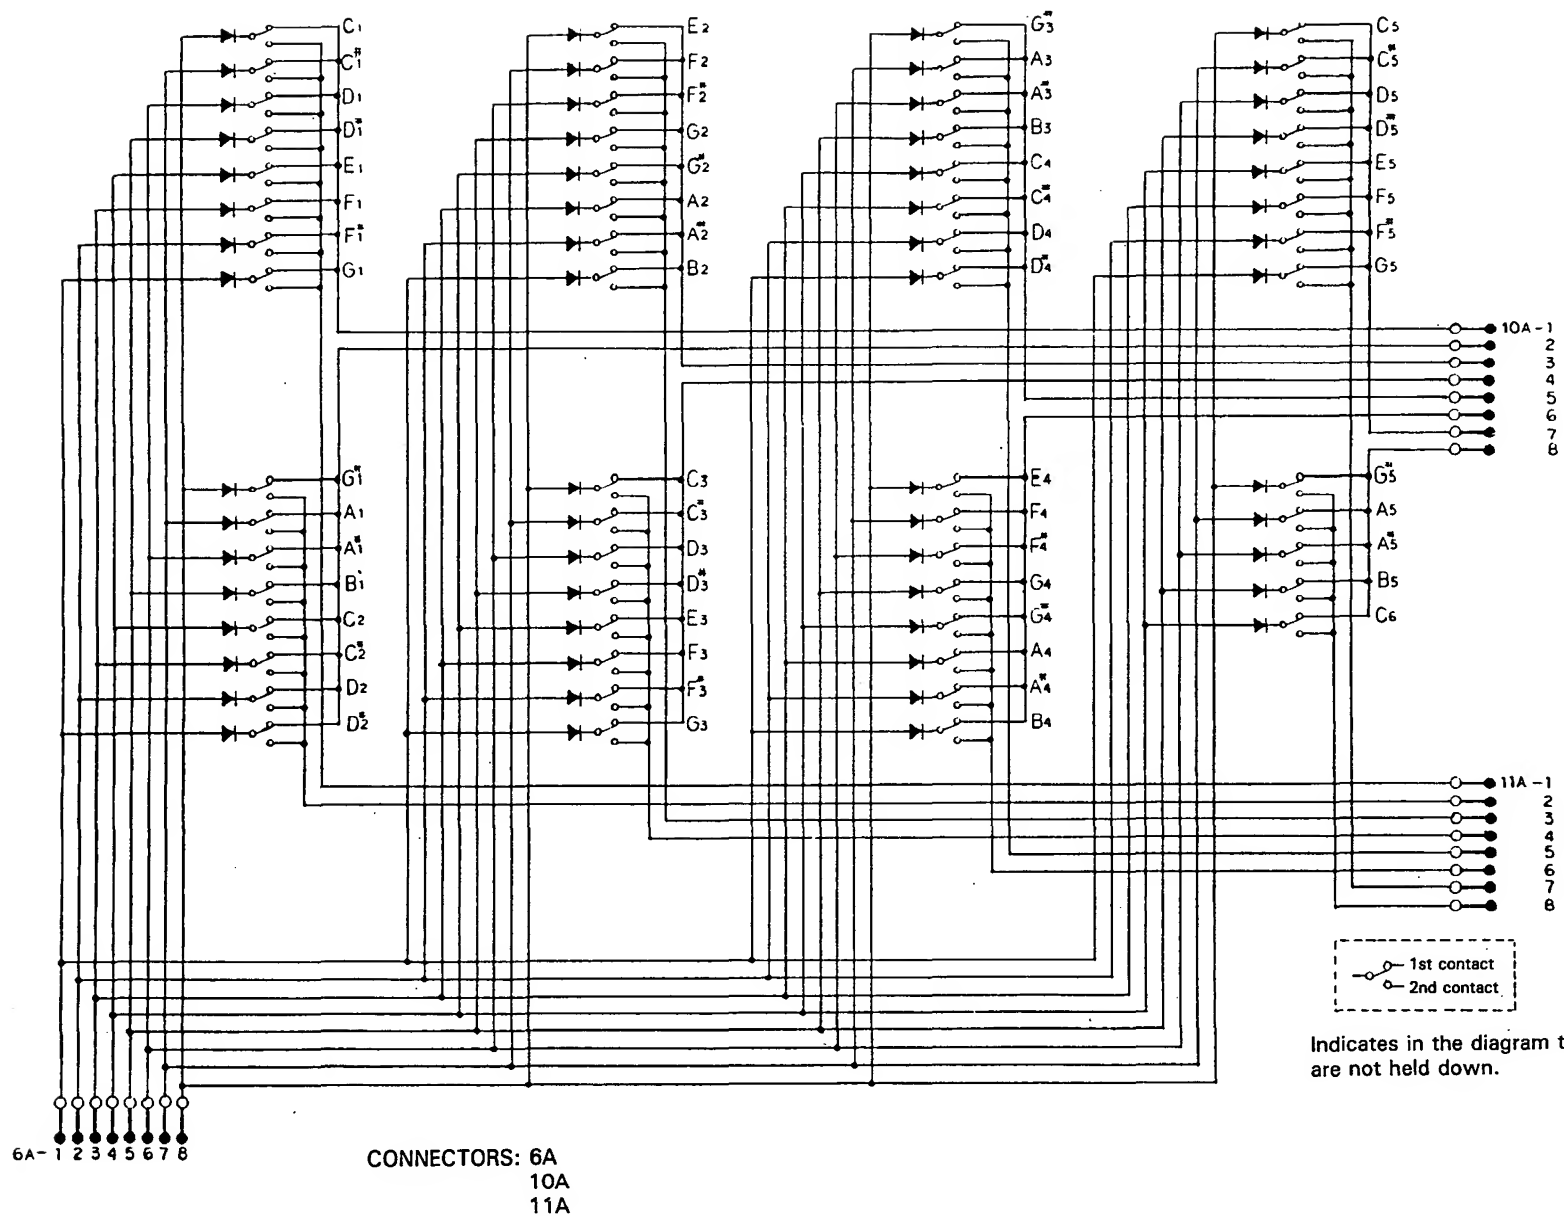 C1 E2 G#3 C5
C#1 F2 A3 C#5
D1 F#2 A#3 D5
D#1 G2 B3 D#5
E1 G#2 C4 E5
F1 A2 C#4 F5
F#1 A#2 D4 F#5
G1 B2 D#4 G5
10A-1
2
3
4
5
6
7
8
G#1 C3 E4 G#5
A1 C#3 F4 A5
A#1 D3 F#4 A#5
B1 D#3 G4 B5
C2 E3 G#4 C6
C#2 F3 A4
D2 F#3 A#4
D#2 G3 B4
11A-1
2
3
4
5
6
7
8
1st contact
2nd contact
Indicates in the diagram t
are not held down.
6A- 1 2 3 4 5 6 7 8
CONNECTORS: 6A
10A
11A